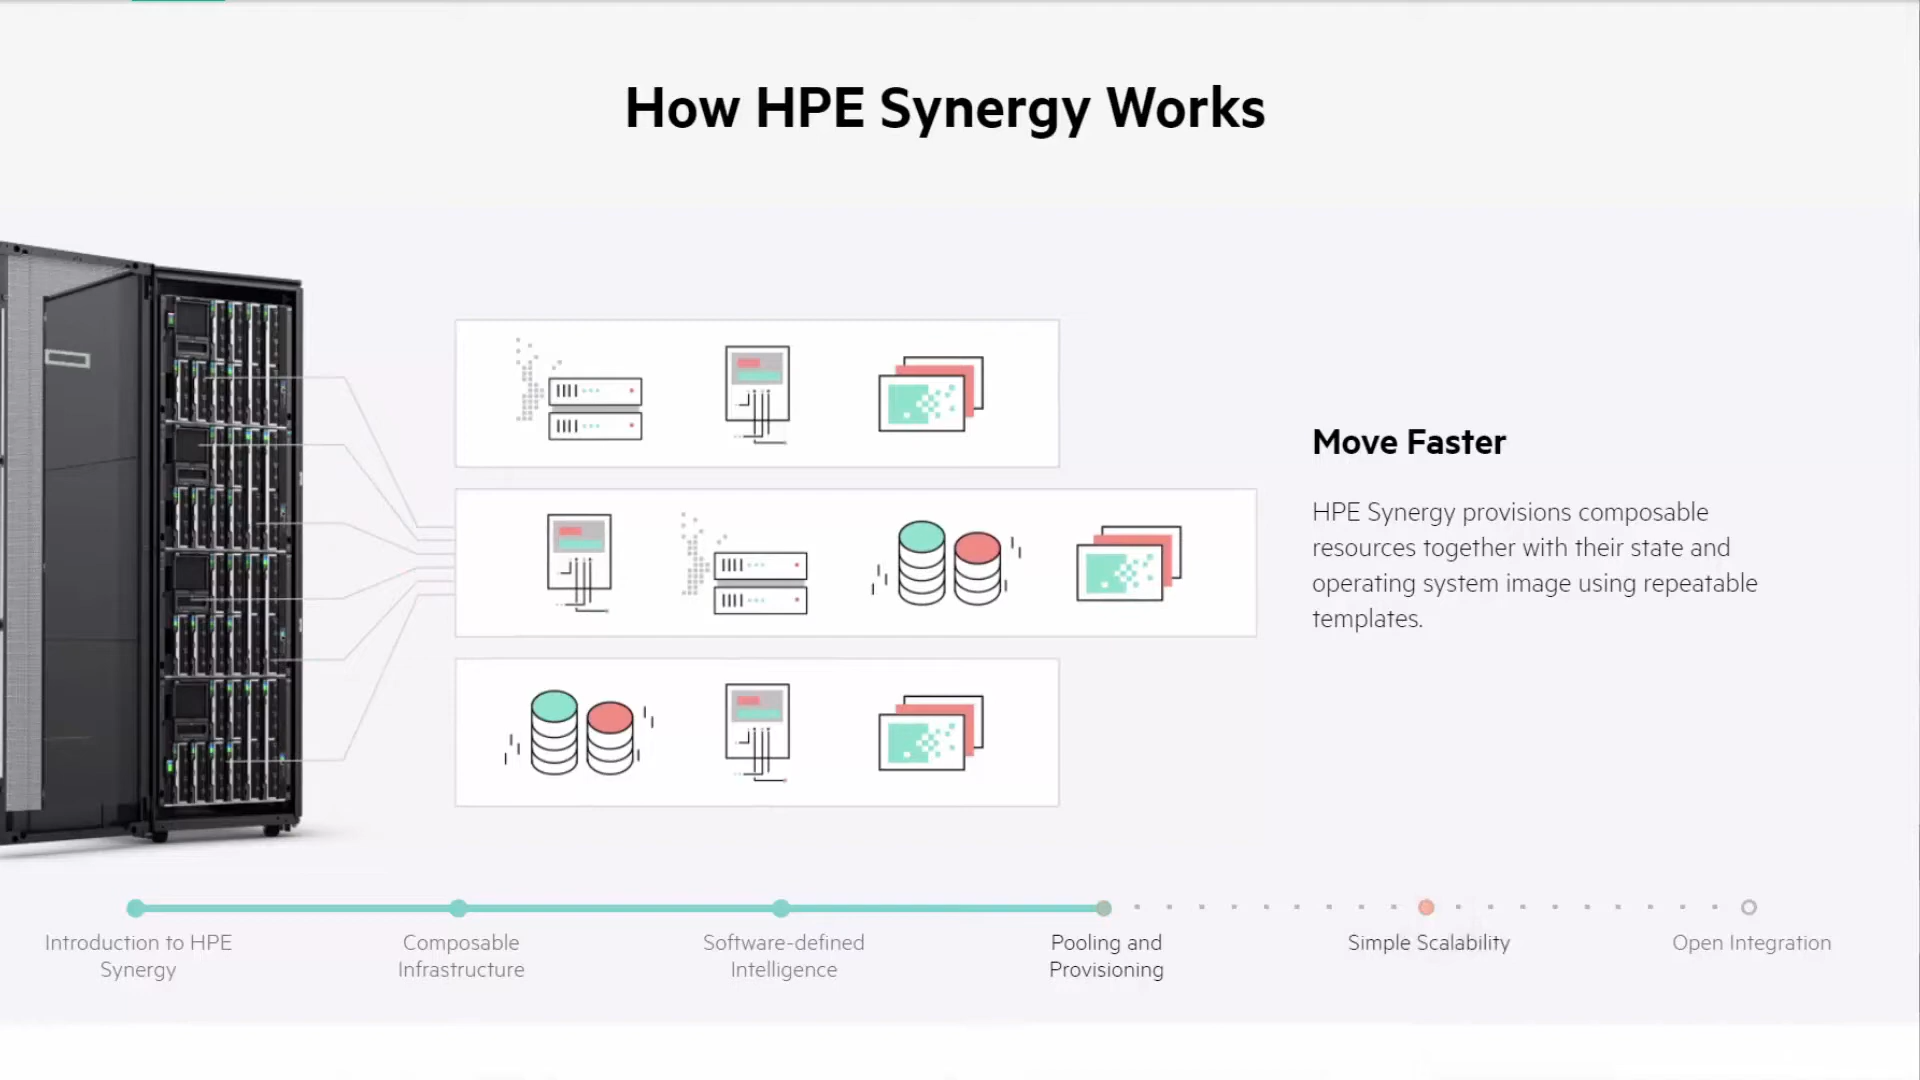 How HPE Synergy Works
Move Faster
HPE Synergy provisions composable
resources together with their state and
operating system image using repeatable
templates.
Introduction to HPE
Synergy
Composable
Infrastructure
Software-defined
Intelligence
Pooling and
Provisioning
Simple Scalability
Open Integration